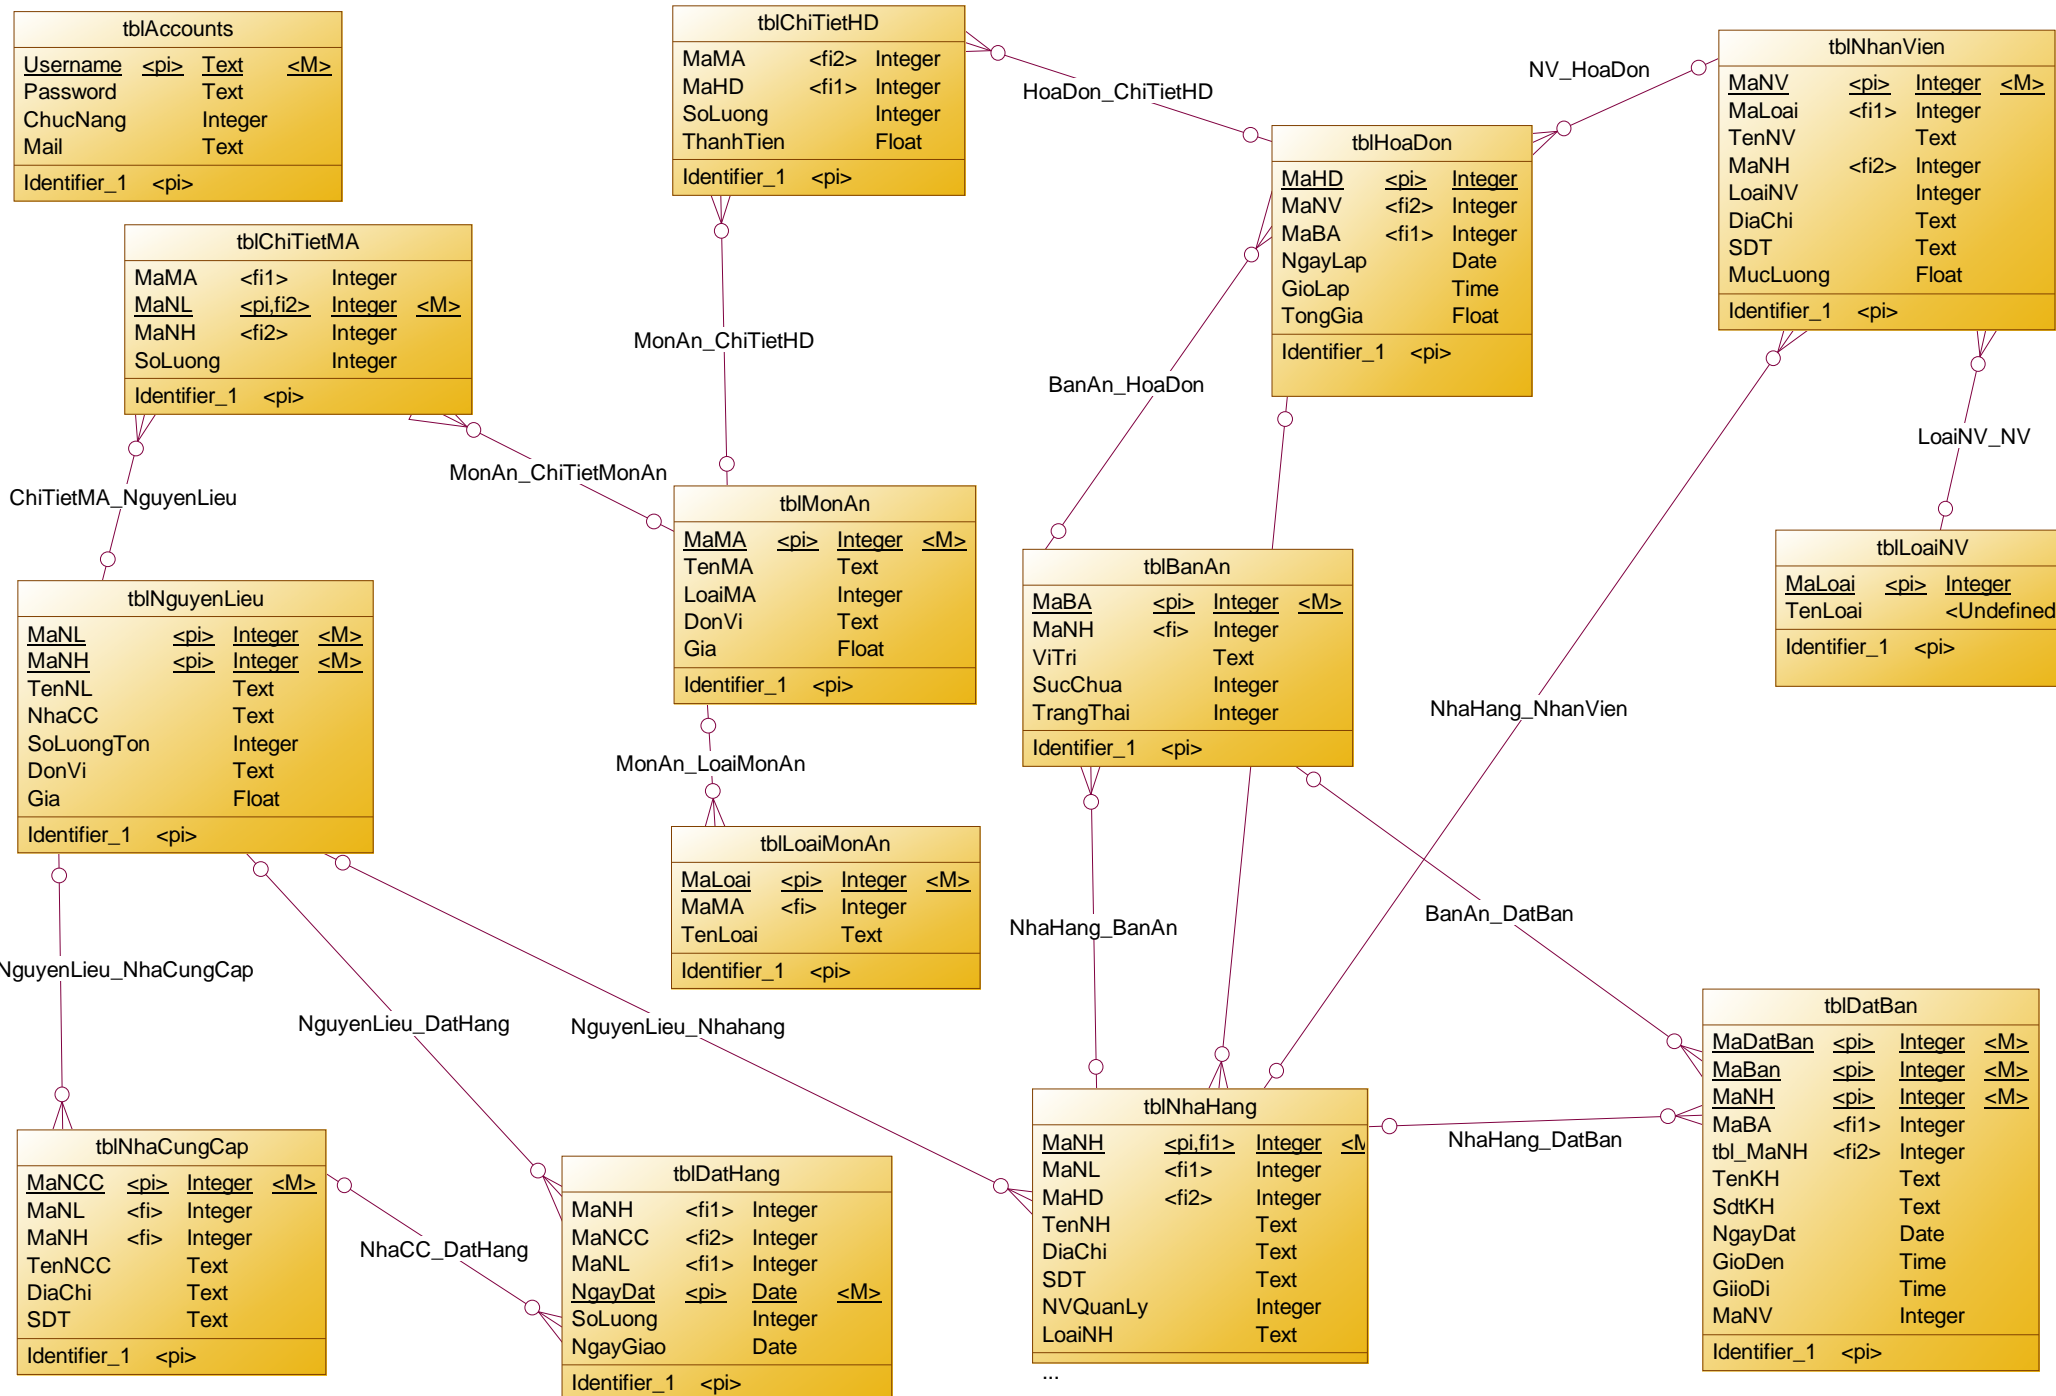 tblAccounts
Username <pi> Text <M>
Password Text
ChucNang Integer
Mail Text
Identifier_1 <pi>
tblChiTietHD
MaMA <fi2> Integer
MaHD <fi1> Integer
SoLuong Integer
ThanhTien Float
Identifier_1 <pi>
HoaDon_ChiTietHD
NV_HoaDon
tblNhanVien
MaNV <pi> Integer <M>
MaLoai <fi1> Integer
TenNV Text
MaNH <fi2> Integer
LoaiNV Integer
DiaChi Text
SDT Text
MucLuong Float
Identifier_1 <pi>
tblHoaDon
MaHD <pi> Integer
MaNV <fi2> Integer
MaBA <fi1> Integer
NgayLap Date
GioLap Time
TongGia Float
Identifier_1 <pi>
tblChiTietMA
MaMA <fi1> Integer
MaNL <pi,fi2> Integer <M>
MaNH <fi2> Integer
SoLuong Integer
Identifier_1 <pi>
MonAn_ChiTietHD
BanAn_HoaDon
LoaiNV_NV
MonAn_ChiTietMonAn
ChiTietMA_NguyenLieu
tblMonAn
MaMA <pi> Integer <M>
TenMA Text
LoaiMA Integer
DonVi Text
Gia Float
Identifier_1 <pi>
tblBanAn
MaBA <pi> Integer <M>
MaNH <fi> Integer
ViTri Text
SucChua Integer
TrangThai Integer
Identifier_1 <pi>
tblLoaiNV
MaLoai <pi> Integer
TenLoai <Undefined
Identifier_1 <pi>
tblNguyenLieu
MaNL <pi> Integer <M>
MaNH <pi> Integer <M>
TenNL Text
NhaCC Text
SoLuongTon Integer
DonVi Text
Gia Float
Identifier_1 <pi>
NhaHang_NhanVien
MonAn_LoaiMonAn
tblLoaiMonAn
MaLoai <pi> Integer <M>
MaMA <fi> Integer
TenLoai Text
Identifier_1 <pi>
NhaHang_BanAn
BanAn_DatBan
NguyenLieu_NhaCungCap
NguyenLieu_DatHang
NguyenLieu_Nhahang
tblDatBan
MaDatBan <pi> Integer <M>
MaBan <pi> Integer <M>
MaNH <pi> Integer <M>
MaBA <fi1> Integer
tbl_MaNH <fi2> Integer
TenKH Text
SdtKH Text
NgayDat Date
GioDen Time
GiioDi Time
MaNV Integer
Identifier_1 <pi>
tblNhaHang
MaNH <pi,fi1> Integer <M
MaNL <fi1> Integer
MaHD <fi2> Integer
TenNH Text
DiaChi Text
SDT Text
NVQuanLy Integer
LoaiNH Text
...
NhaHang_DatBan
tblNhaCungCap
MaNCC <pi> Integer <M>
MaNL <fi> Integer
MaNH <fi> Integer
TenNCC Text
DiaChi Text
SDT Text
Identifier_1 <pi>
NhaCC_DatHang
tblDatHang
MaNH <fi1> Integer
MaNCC <fi2> Integer
MaNL <fi1> Integer
NgayDat <pi> Date <M>
SoLuong Integer
NgayGiao Date
Identifier_1 <pi>